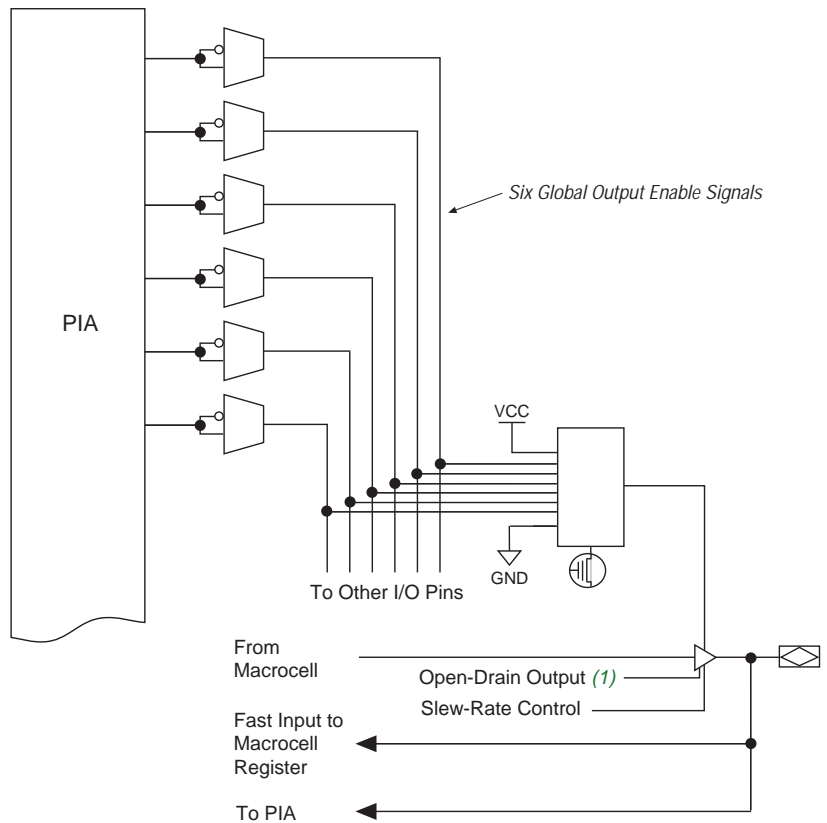 Six Global Output Enable Signals
PIA
VCC
GND
To Other I/O Pins
From
Macrocell
Open-Drain Output (1)
Slew-Rate Control
Fast Input to
Macrocell
Register
To PIA